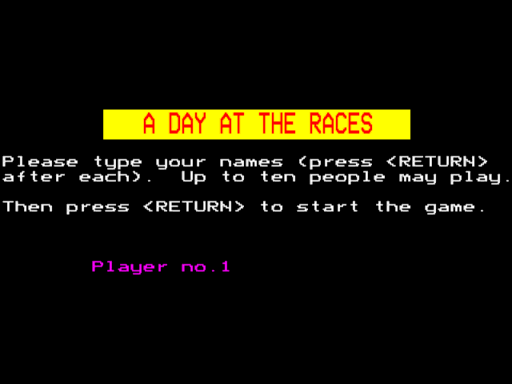 A DAY AT THE RACES
Please type your names (press <RETURN>
after each).  Up to ten people may play.
Then press <RETURN> to start the game.
Player no.1